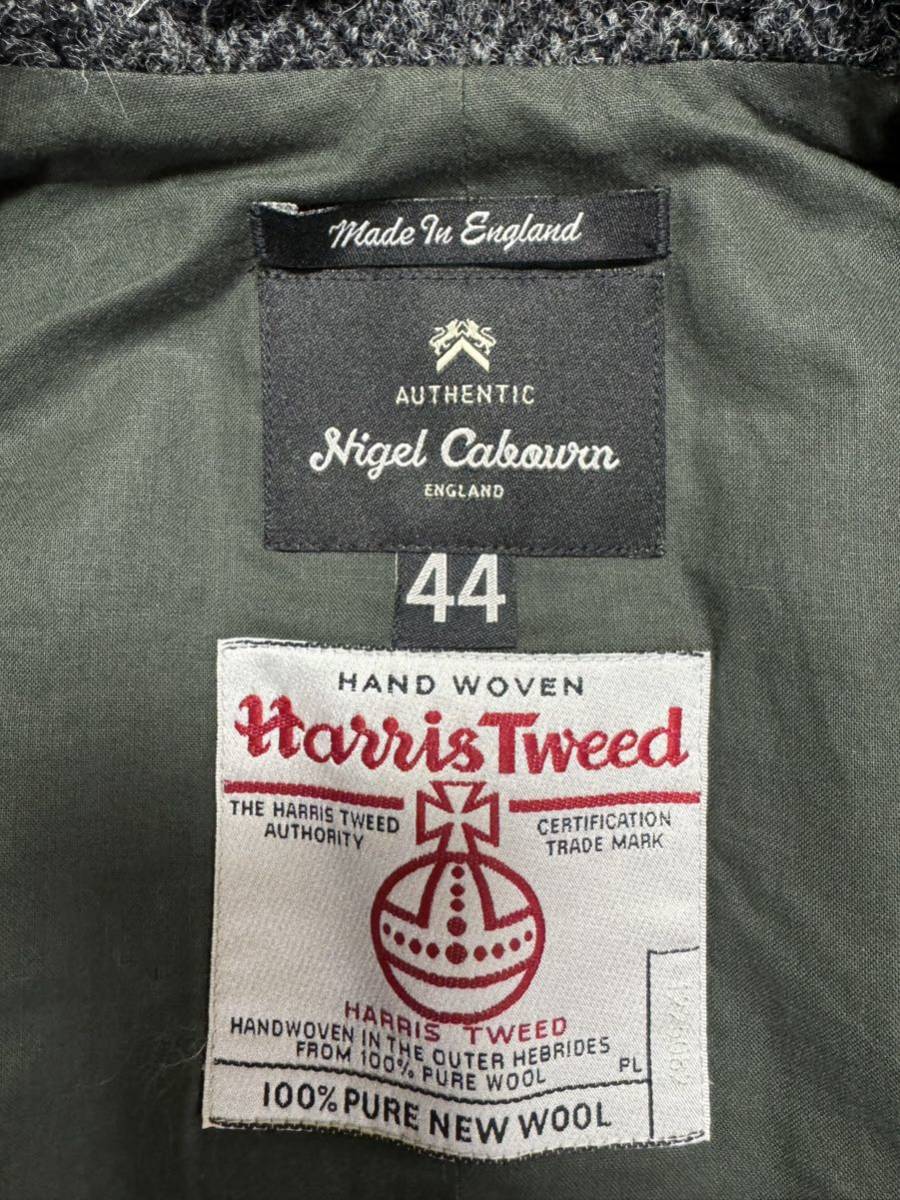 Made In England
AUTHENTIC
Nigel Cabourn
ENGLAND
44
HAND WOVEN
Harris Tweed
THE HARRIS TWEED
AUTHORITY
CERTIFICATION
TRADE MARK
HARRIS TWEED
HANDWOVEN IN THE OUTER HEBRIDES
FROM 100% PURE WOOL
PL
100% PURE NEW WOOL